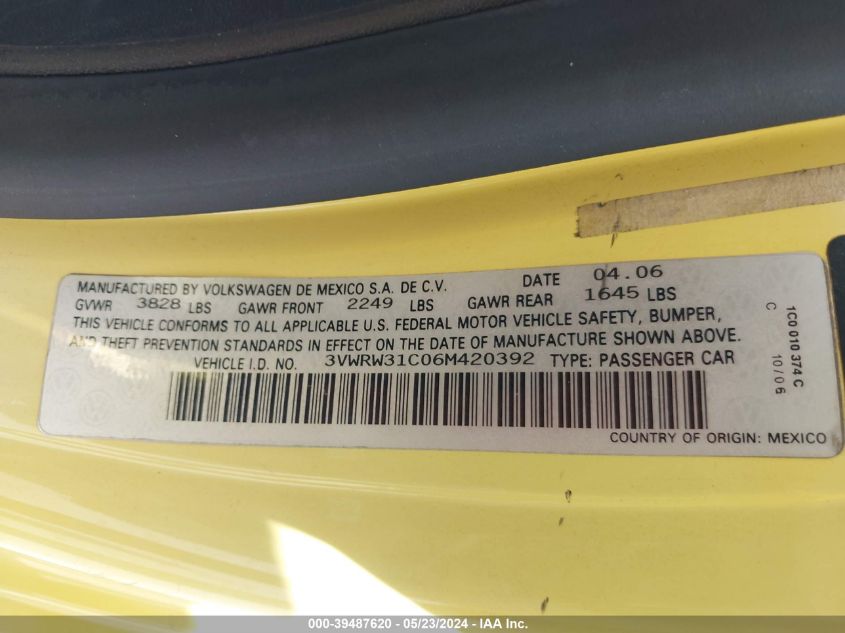 MANUFACTURED BY VOLKSWAGEN DE MEXICO S.A. DE C.V. DATE 04.06
GVWR 3828 LBS GAWR FRONT 2249 LBS GAWR REAR 1645 LBS
THIS VEHICLE CONFORMS TO ALL APPLICABLE U.S. FEDERAL MOTOR VEHICLE SAFETY, BUMPER,
AND THEFT PREVENTION STANDARDS IN EFFECT ON THE DATE OF MANUFACTURE SHOWN ABOVE.
VEHICLE I.D. NO. 3VWRW31C06M420392 TYPE: PASSENGER CAR
COUNTRY OF ORIGIN: MEXICO
1C0 010 374 C
C 10/06
000-39487620 - 05/23/2024 - IAA Inc.